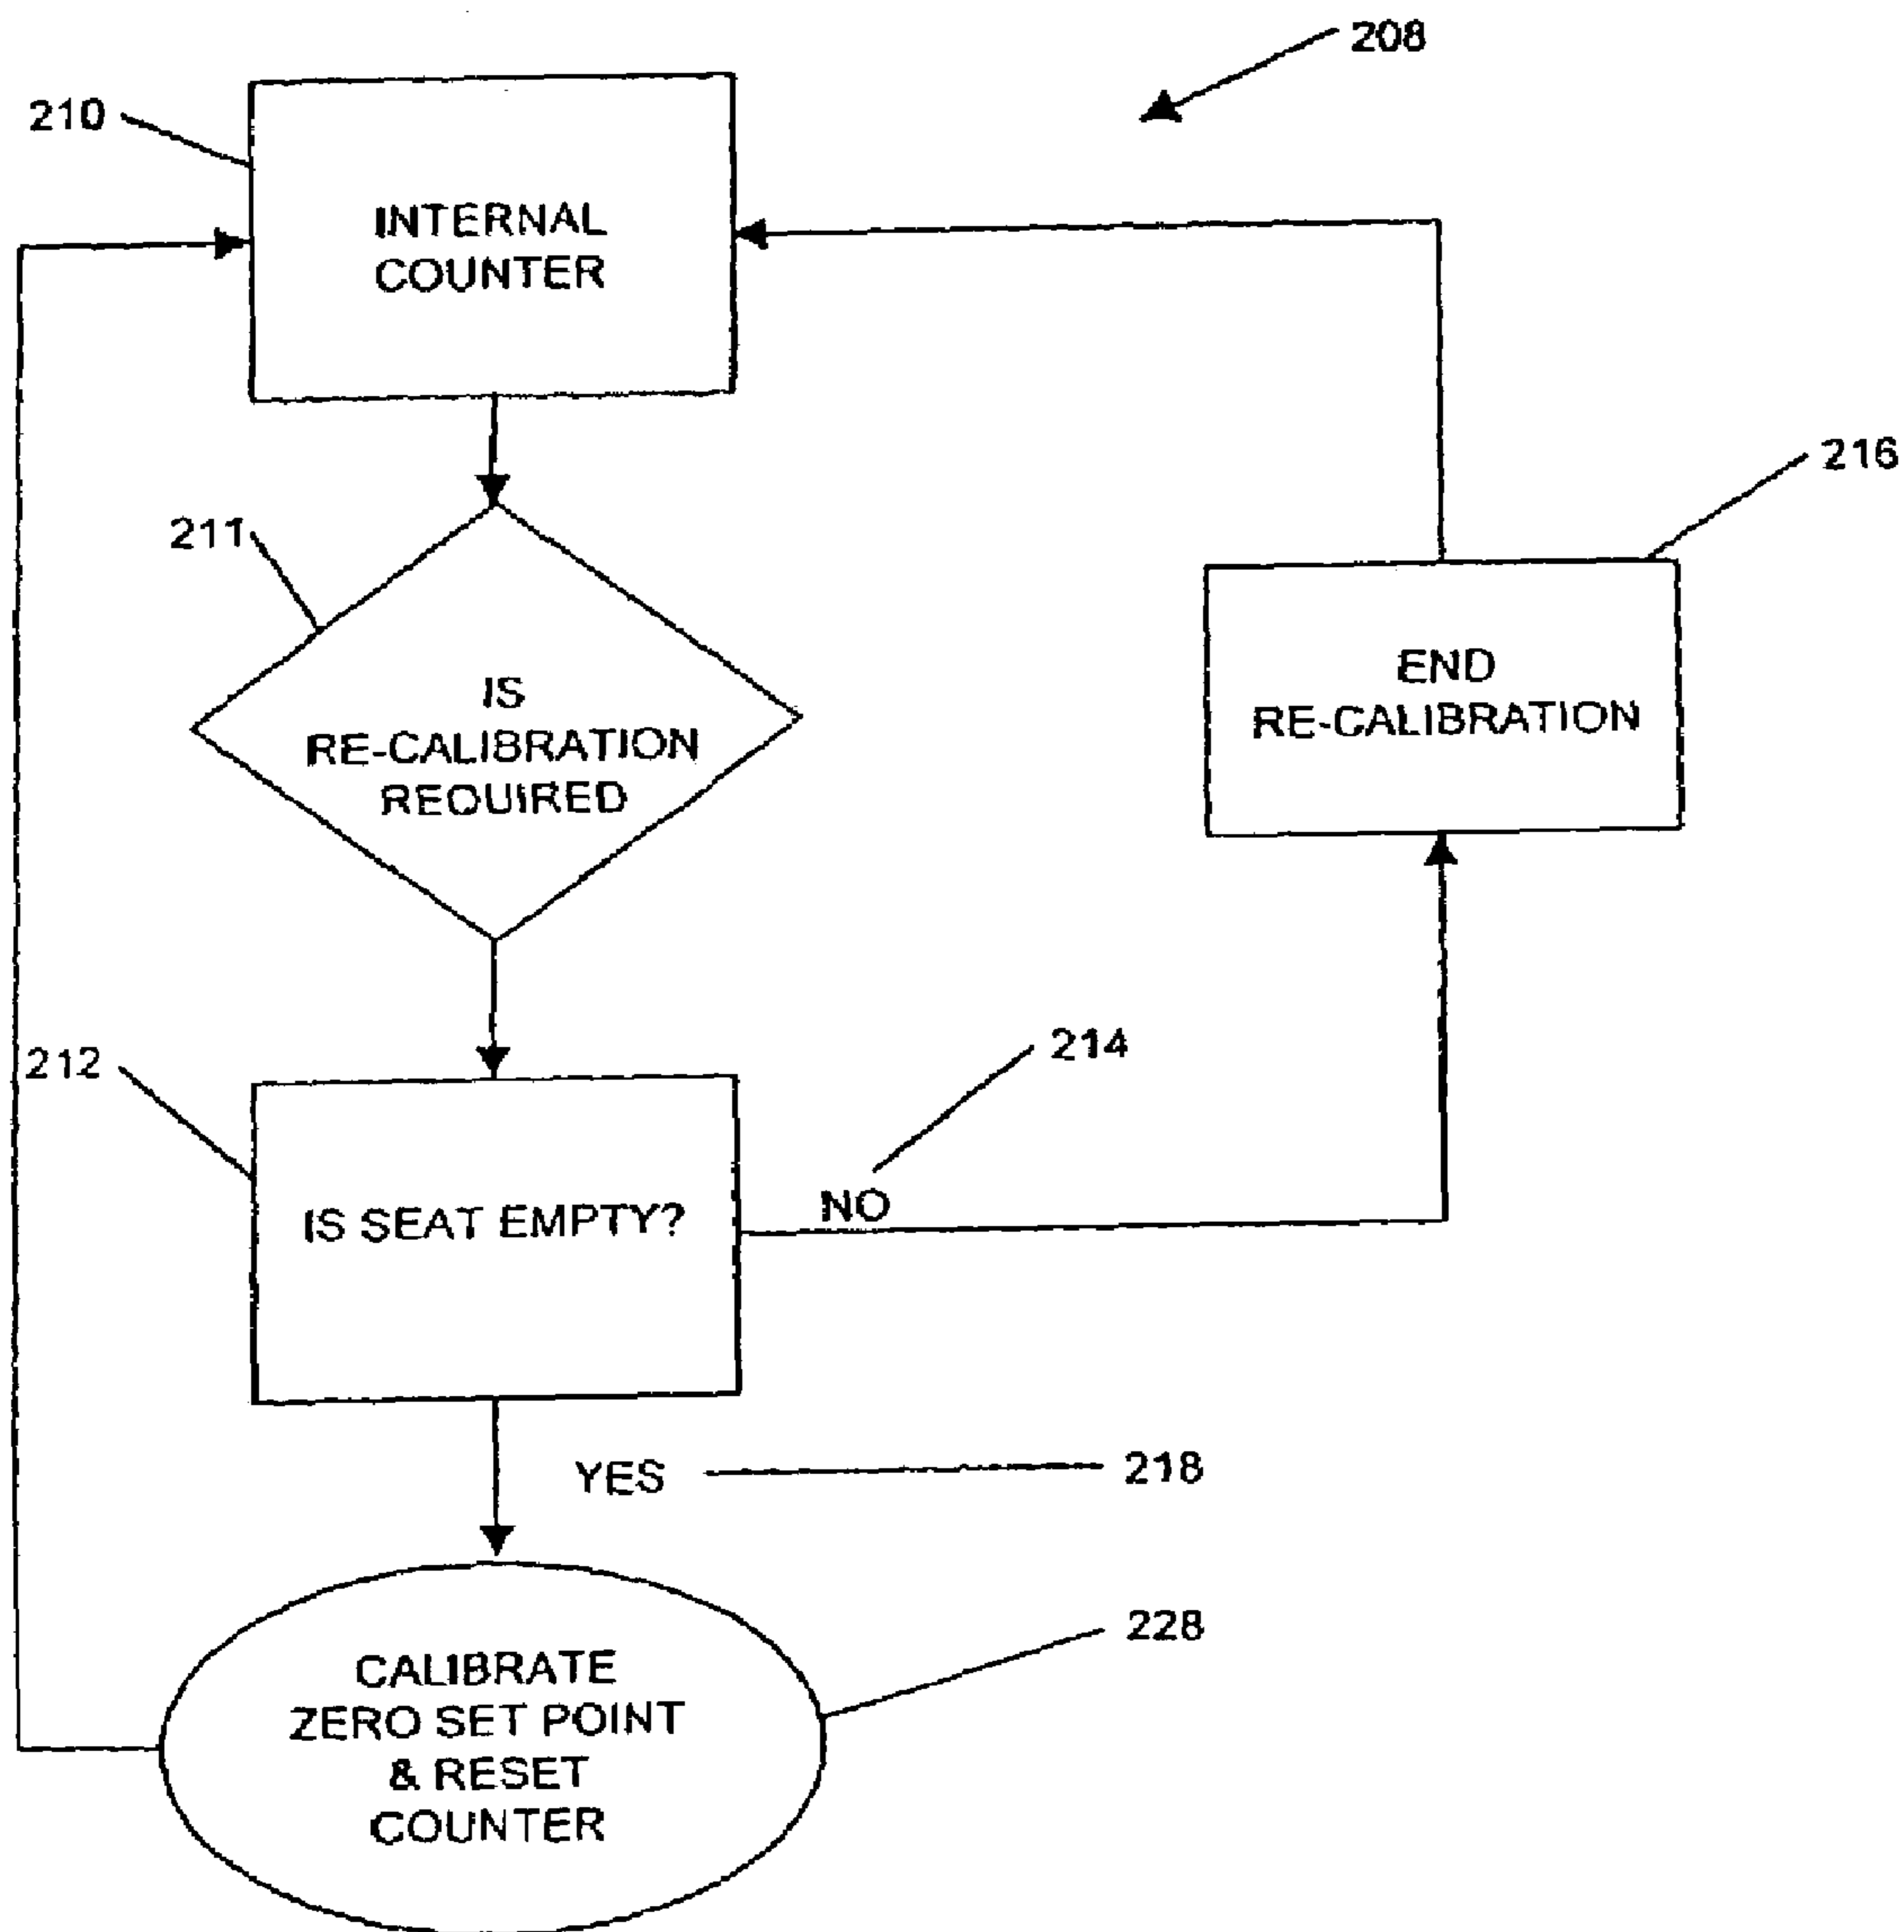 208
210
INTERNAL
COUNTER
216
211
IS
RE-CALIBRATION
REQUIRED
END
RE-CALIBRATION
212
214
IS SEAT EMPTY?
NO
YES
218
228
CALIBRATE
ZERO SET POINT
& RESET
COUNTER